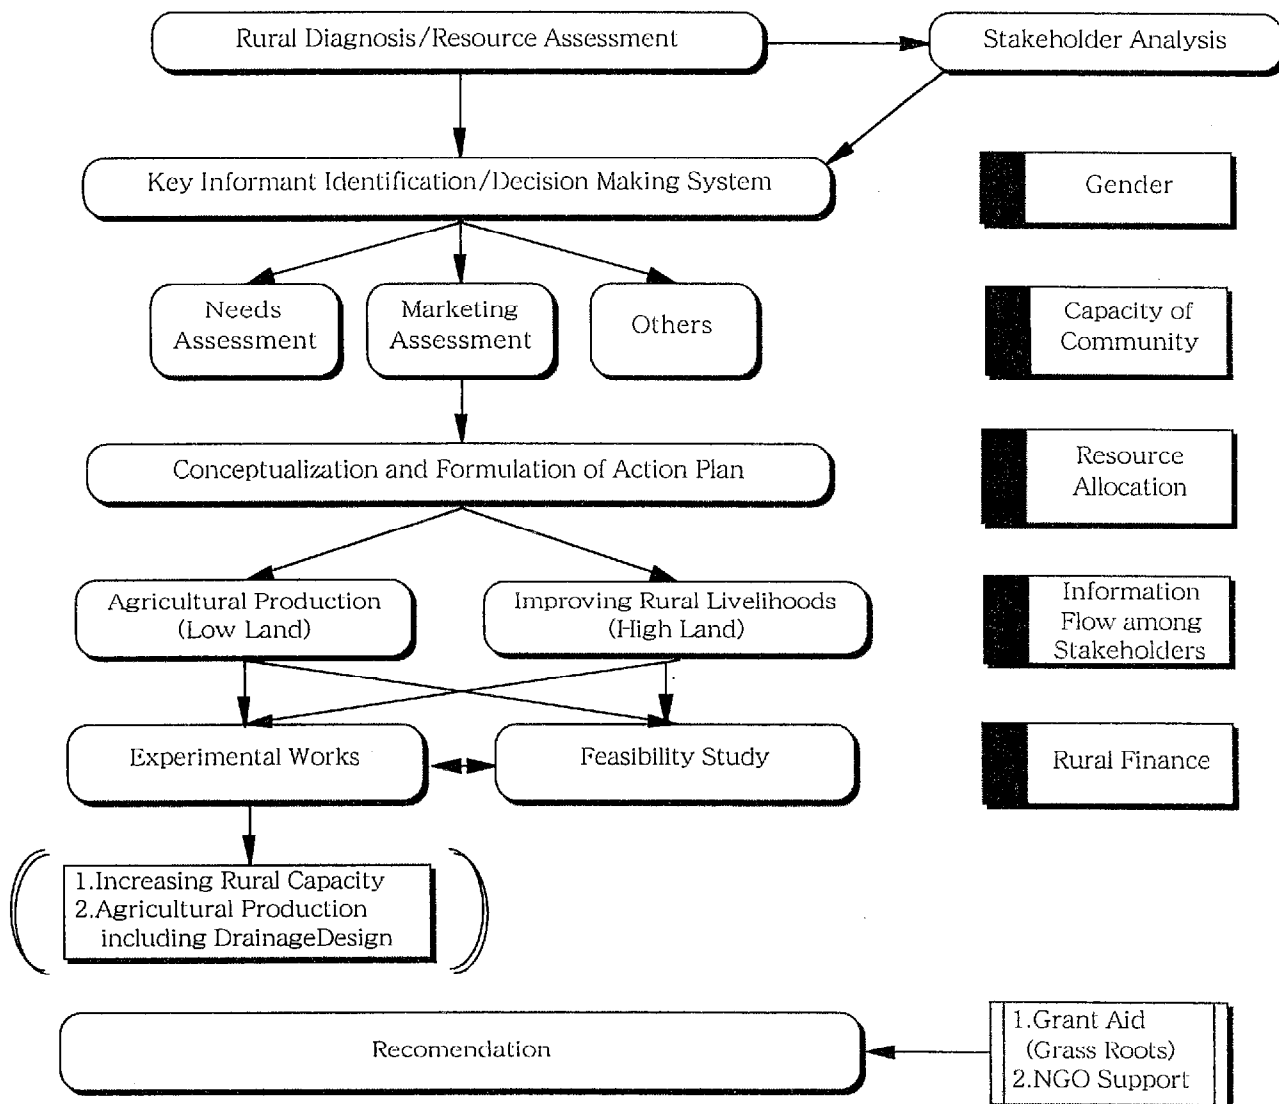 Rural Diagnosis/Resource Assessment
Stakeholder Analysis
Key Informant Identification/Decision Making System
Gender
Needs
Assessment
Marketing
Assessment
Others
Capacity of
Community
Conceptualization and Formulation of Action Plan
Resource
Allocation
Agricultural Production
(Low Land)
Improving Rural Livelihoods
(High Land)
Information
Flow among
Stakeholders
Experimental Works
Feasibility Study
Rural Finance
1.Increasing Rural Capacity
2.Agricultural Production
including DrainageDesign
Recomendation
1.Grant Aid
(Grass Roots)
2.NGO Support